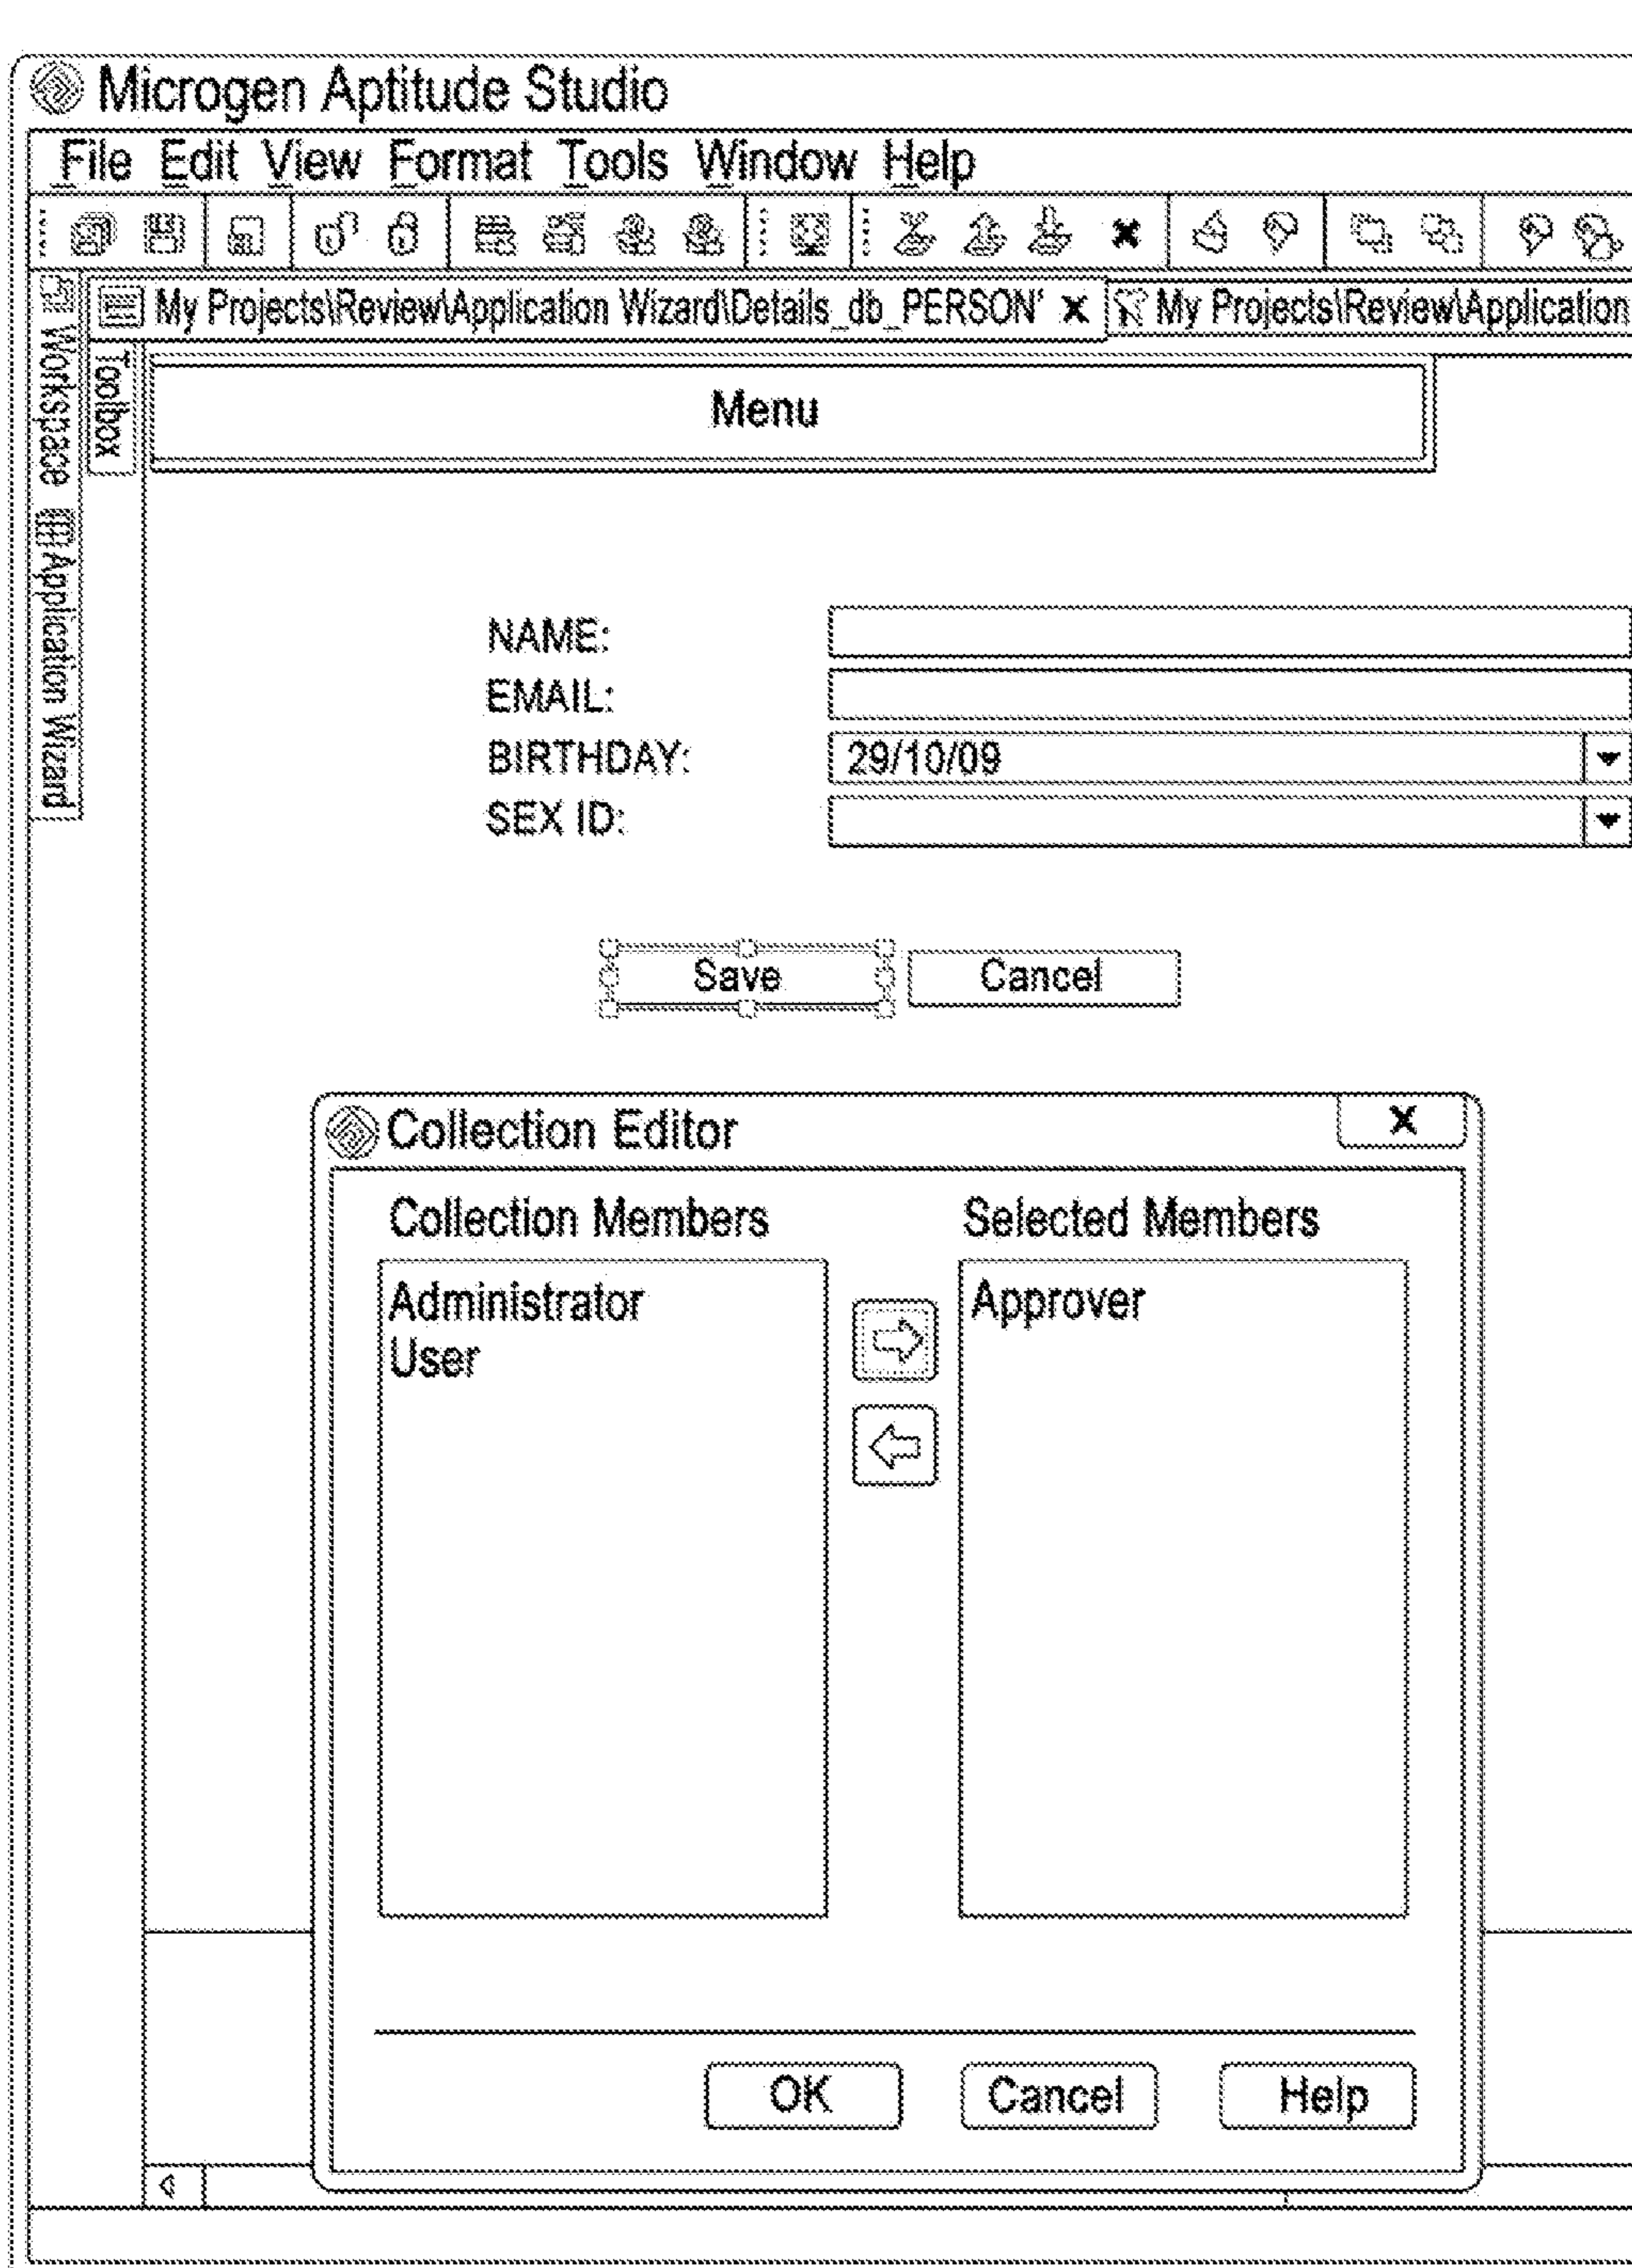 Microgen Aptitude Studio
File Edit View Format Tools Window Help
My Projects\Review\Application Wizard\Details_db_PERSON* x My Projects\Review\Application
Workspace Application Wizard
Toolbox
Menu
NAME:
EMAIL:
BIRTHDAY: 29/10/09
SEX ID:
Save Cancel
Collection Editor x
Collection Members Selected Members
Administrator Approver
User
OK Cancel Help